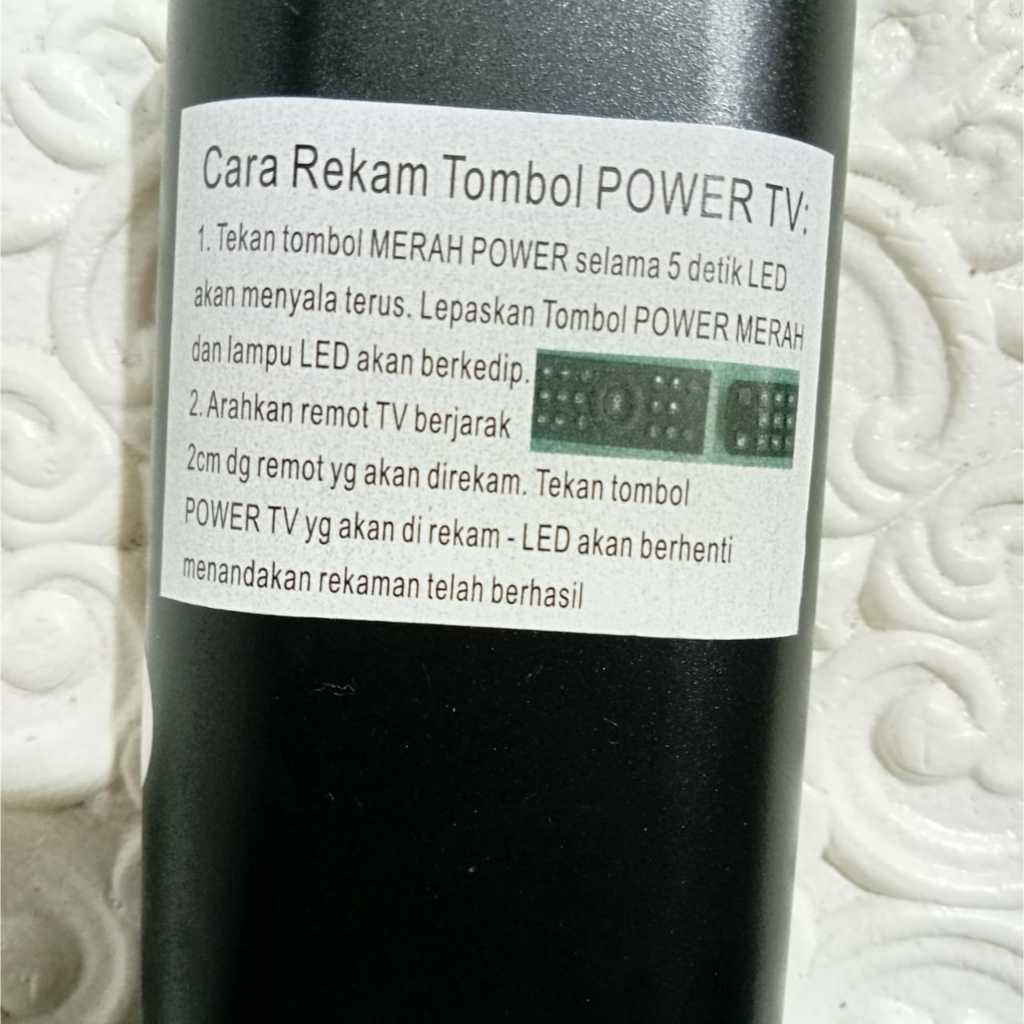 Cara Rekam Tombol POWER TV:
1. Tekan tombol MERAH POWER selama 5 detik LED
akan menyala terus. Lepaskan Tombol POWER MERAH
dan lampu LED akan berkedip.
2. Arahkan remot TV berjarak
2cm dg remot yg akan direkam. Tekan tombol
POWER TV yg akan di rekam - LED akan berhenti
menandakan rekaman telah berhasil